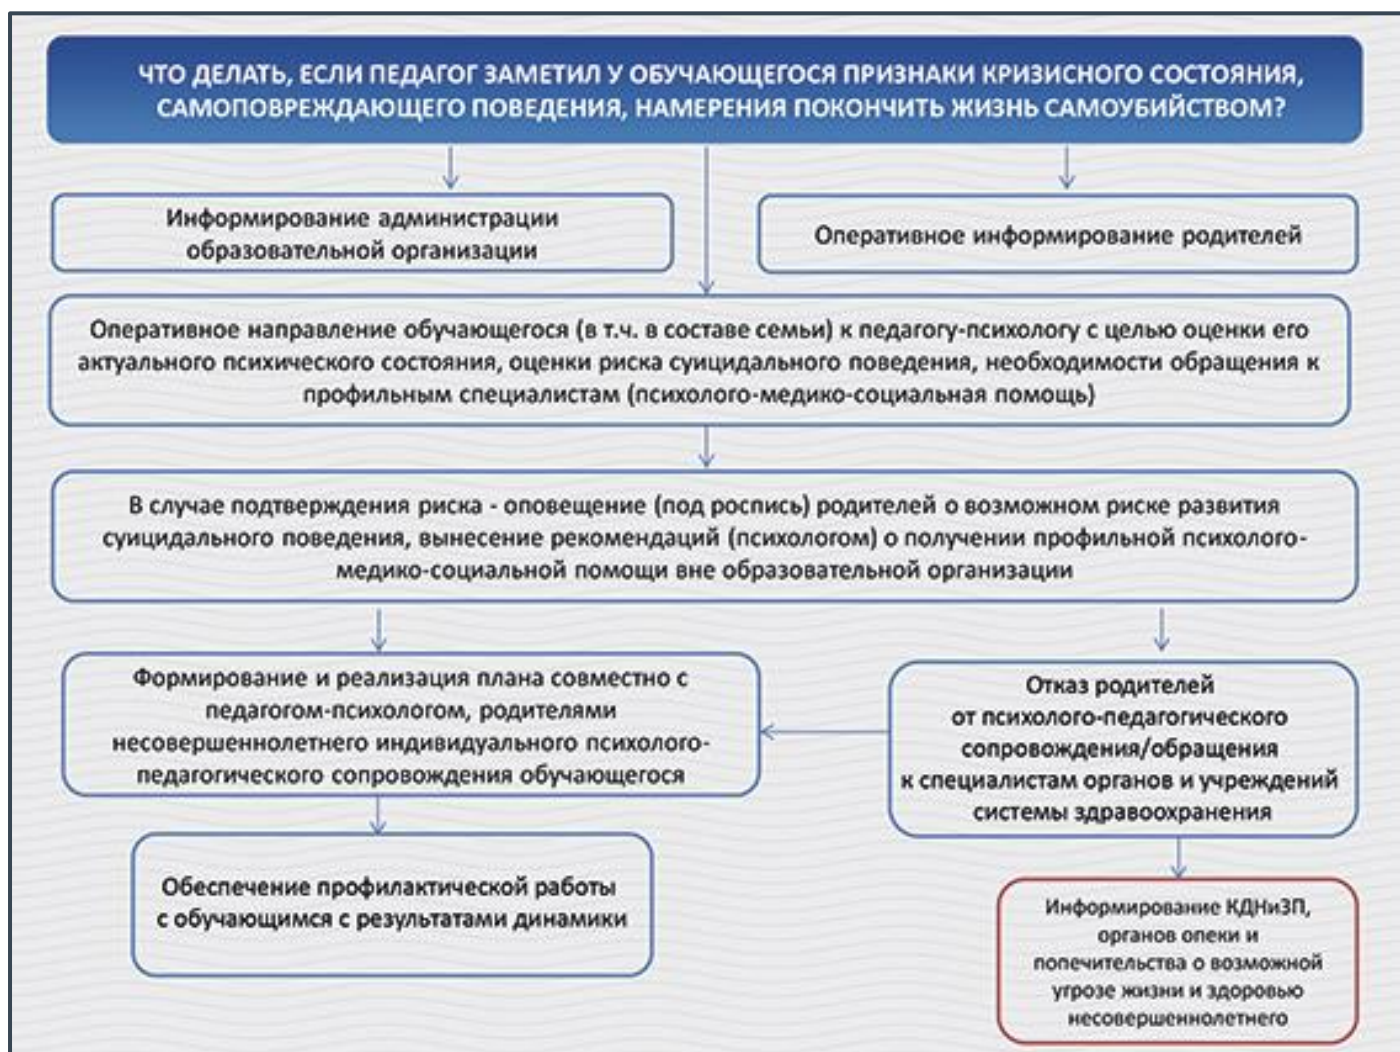 ЧТО ДЕЛАТЬ, ЕСЛИ ПЕДАГОГ ЗАМЕТИЛ У ОБУЧАЮЩЕГОСЯ ПРИЗНАКИ КРИЗИСНОГО СОСТОЯНИЯ,
САМОПОВРЕЖДАЮЩЕГО ПОВЕДЕНИЯ, НАМЕРЕНИЯ ПОКОНЧИТЬ ЖИЗНЬ САМОУБИЙСТВОМ?
Информирование администрации
образовательной организации
Оперативное информирование родителей
Оперативное направление обучающегося (в т.ч. в составе семьи) к педагогу-психологу с целью оценки его
актуального психического состояния, оценки риска суицидального поведения, необходимости обращения к
профильным специалистам (психолого-медико-социальная помощь)
В случае подтверждения риска - оповещение (под роспись) родителей о возможном риске развития
суицидального поведения, вынесение рекомендаций (психологом) о получении профильной психолого-
медико-социальной помощи вне образовательной организации
Формирование и реализация плана совместно с
педагогом-психологом, родителями
несовершеннолетнего индивидуального психолого-
педагогического сопровождения обучающегося
Отказ родителей
от психолого-педагогического
сопровождения/обращения
к специалистам органов и учреждений
системы здравоохранения
Обеспечение профилактической работы
с обучающимся с результатами динамики
Информирование КДНиЗП,
органов опеки и
попечительства о возможной
угрозе жизни и здоровью
несовершеннолетнего